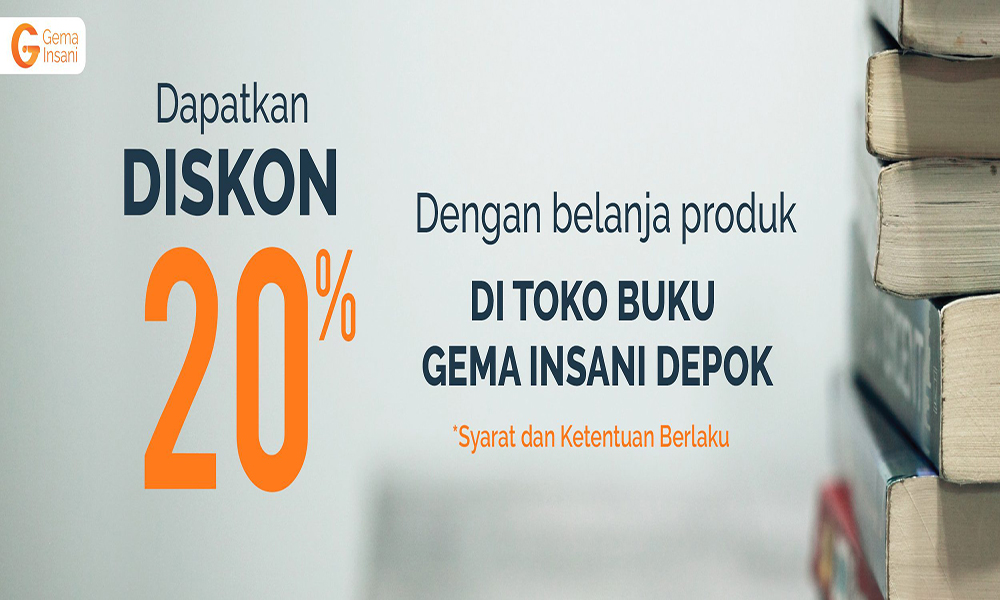 Gema
Insani
Dapatkan
DISKON
20%
Dengan belanja produk
DI TOKO BUKU
GEMA INSANI DEPOK
*Syarat dan Ketentuan Berlaku